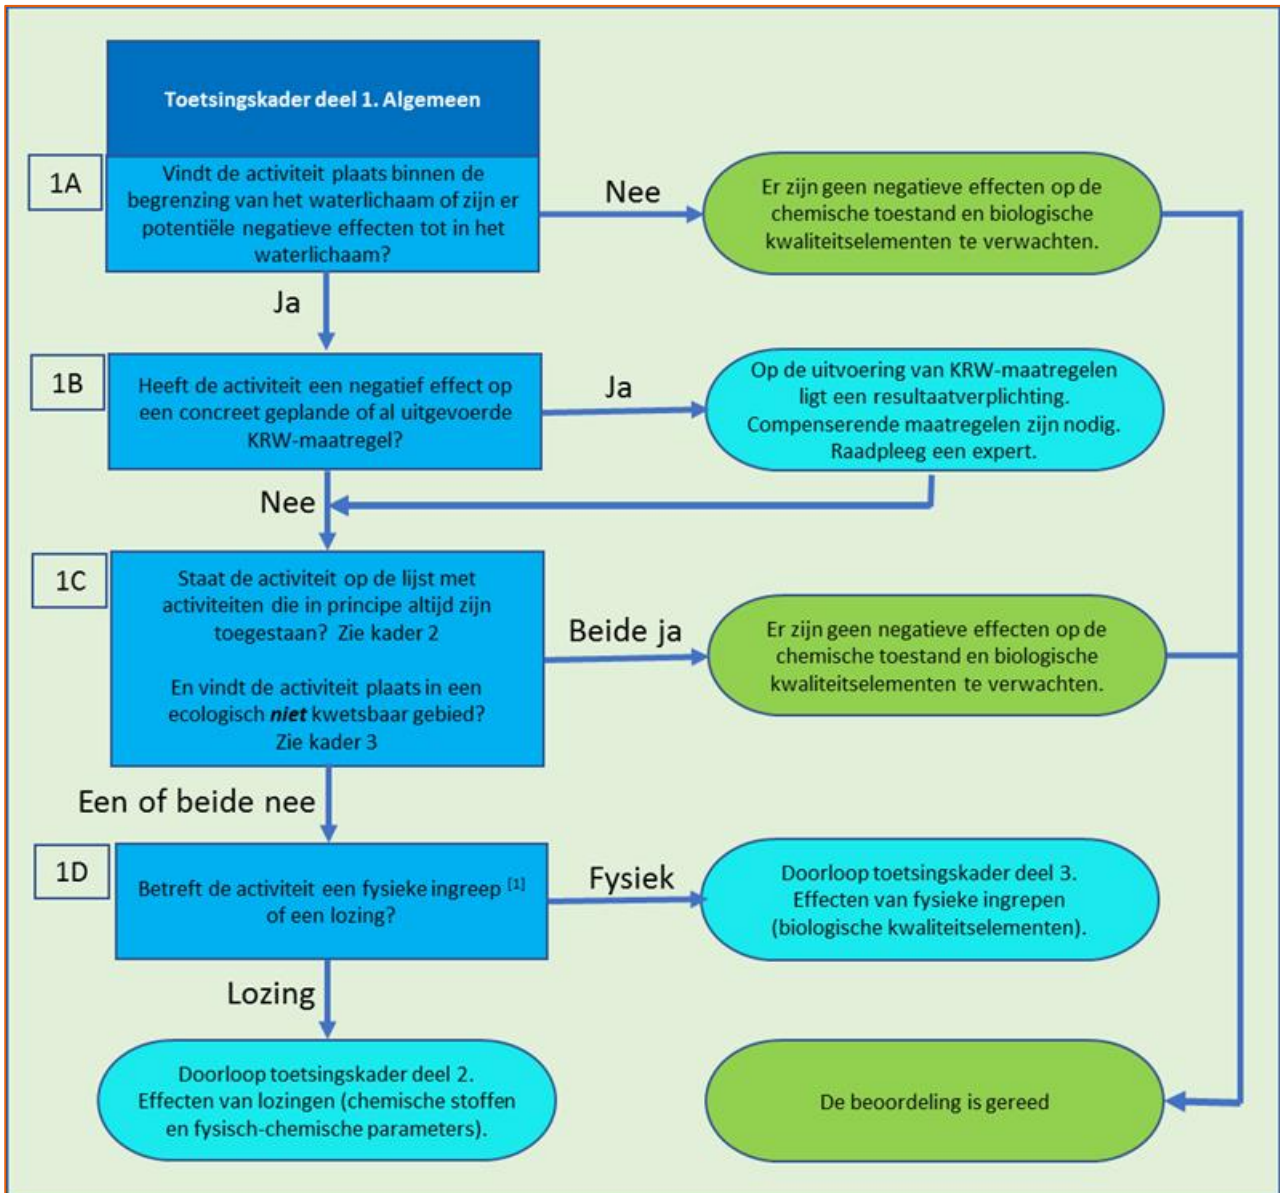 Toetsingskader deel 1. Algemeen
1A
Vindt de activiteit plaats binnen de
begrenzing van het waterlichaam of zijn er
potentiële negatieve effecten tot in het
waterlichaam?
Nee
Er zijn geen negatieve effecten op de
chemische toestand en biologische
kwaliteitselementen te verwachten.
Ja
1B
Heeft de activiteit een negatief effect op
een concreet geplande of al uitgevoerde
KRW-maatregel?
Ja
Op de uitvoering van KRW-maatregelen
ligt een resultaatverplichting.
Compenserende maatregelen zijn nodig.
Raadpleeg een expert.
Nee
1C
Staat de activiteit op de lijst met
activiteiten die in principe altijd zijn
toegestaan? Zie kader 2
En vindt de activiteit plaats in een
ecologisch niet kwetsbaar gebied?
Zie kader 3
Beide ja
Er zijn geen negatieve effecten op de
chemische toestand en biologische
kwaliteitselementen te verwachten.
Een of beide nee
1D
Betreft de activiteit een fysieke ingreep [1]
of een lozing?
Fysiek
Doorloop toetsingskader deel 3.
Effecten van fysieke ingrepen
(biologische kwaliteitselementen).
Lozing
Doorloop toetsingskader deel 2.
Effecten van lozingen (chemische stoffen
en fysisch-chemische parameters).
De beoordeling is gereed